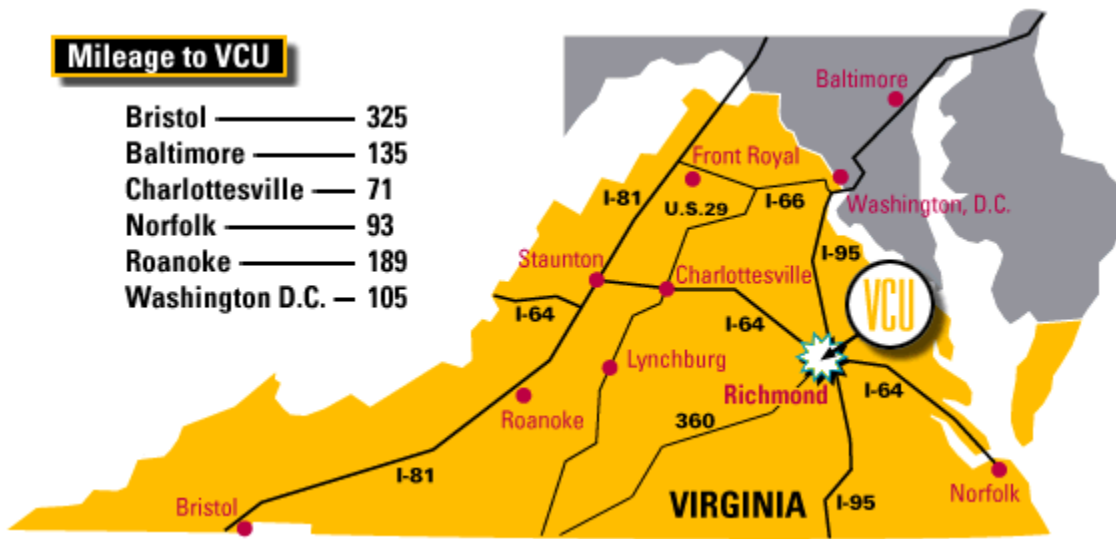 Mileage to VCU
Bristol 325
Baltimore 135
Charlottesville 71
Norfolk 93
Roanoke 189
Washington D.C. 105
Baltimore
Front Royal
I-81
U.S.29
I-66
Washington, D.C.
I-95
Staunton
Charlottesville
VCU
I-64
I-64
Lynchburg
Richmond
I-64
Roanoke
360
I-81
Norfolk
VIRGINIA
I-95
Bristol